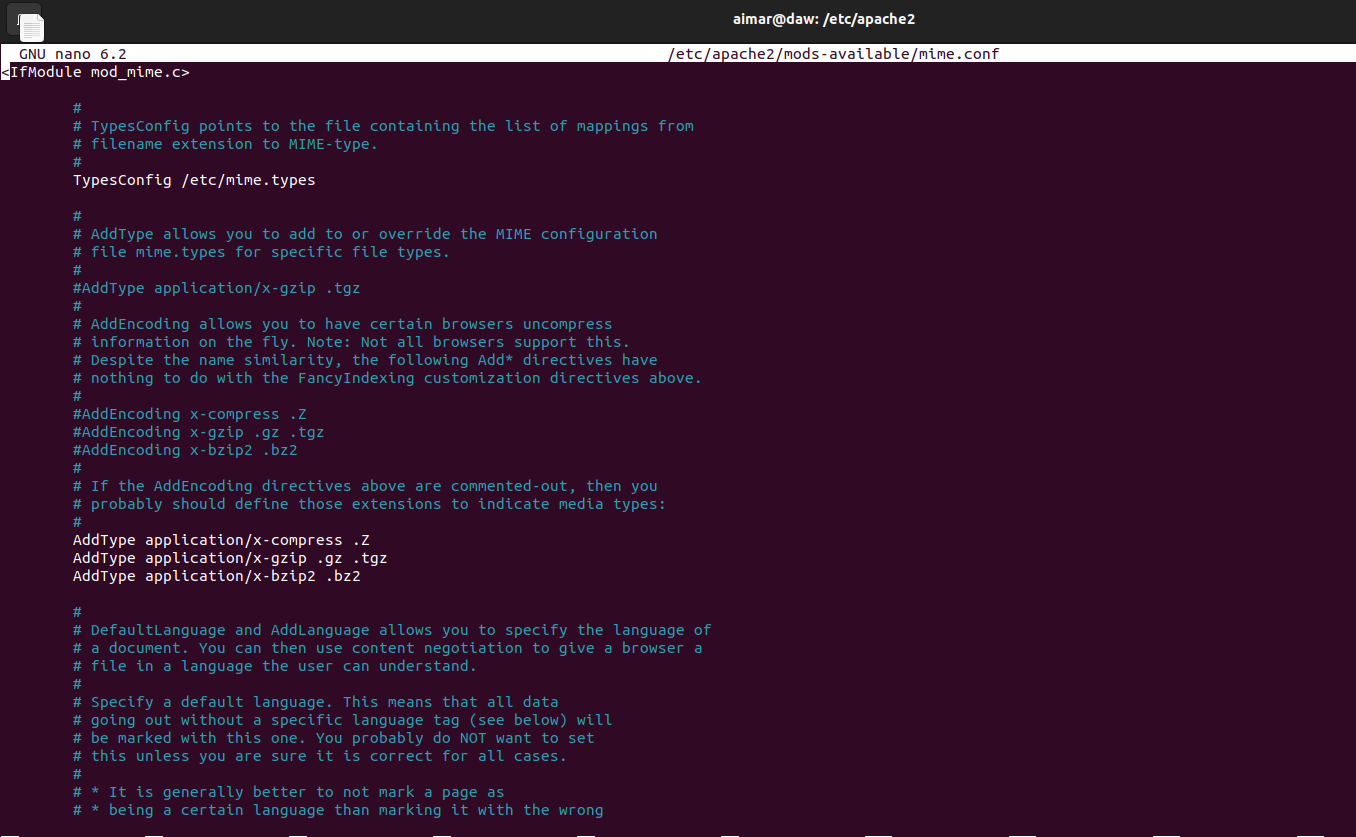 aimar@daw: /etc/apache2
GNU nano 6.2 /etc/apache2/mods-available/mime.conf
<IfModule mod_mime.c>
#
# TypesConfig points to the file containing the list of mappings from
# filename extension to MIME-type.
#
TypesConfig /etc/mime.types
#
# AddType allows you to add to or override the MIME configuration
# file mime.types for specific file types.
#
#AddType application/x-gzip .tgz
#
# AddEncoding allows you to have certain browsers uncompress
# information on the fly. Note: Not all browsers support this.
# Despite the name similarity, the following Add* directives have
# nothing to do with the FancyIndexing customization directives above.
#
#AddEncoding x-compress .Z
#AddEncoding x-gzip .gz .tgz
#AddEncoding x-bzip2 .bz2
#
# If the AddEncoding directives above are commented-out, then you
# probably should define those extensions to indicate media types:
#
AddType application/x-compress .Z
AddType application/x-gzip .gz .tgz
AddType application/x-bzip2 .bz2
#
# DefaultLanguage and AddLanguage allows you to specify the language of
# a document. You can then use content negotiation to give a browser a
# file in a language the user can understand.
#
# Specify a default language. This means that all data
# going out without a specific language tag (see below) will
# be marked with this one. You probably do NOT want to set
# this unless you are sure it is correct for all cases.
#
# * It is generally better to not mark a page as
# * being a certain language than marking it with the wrong